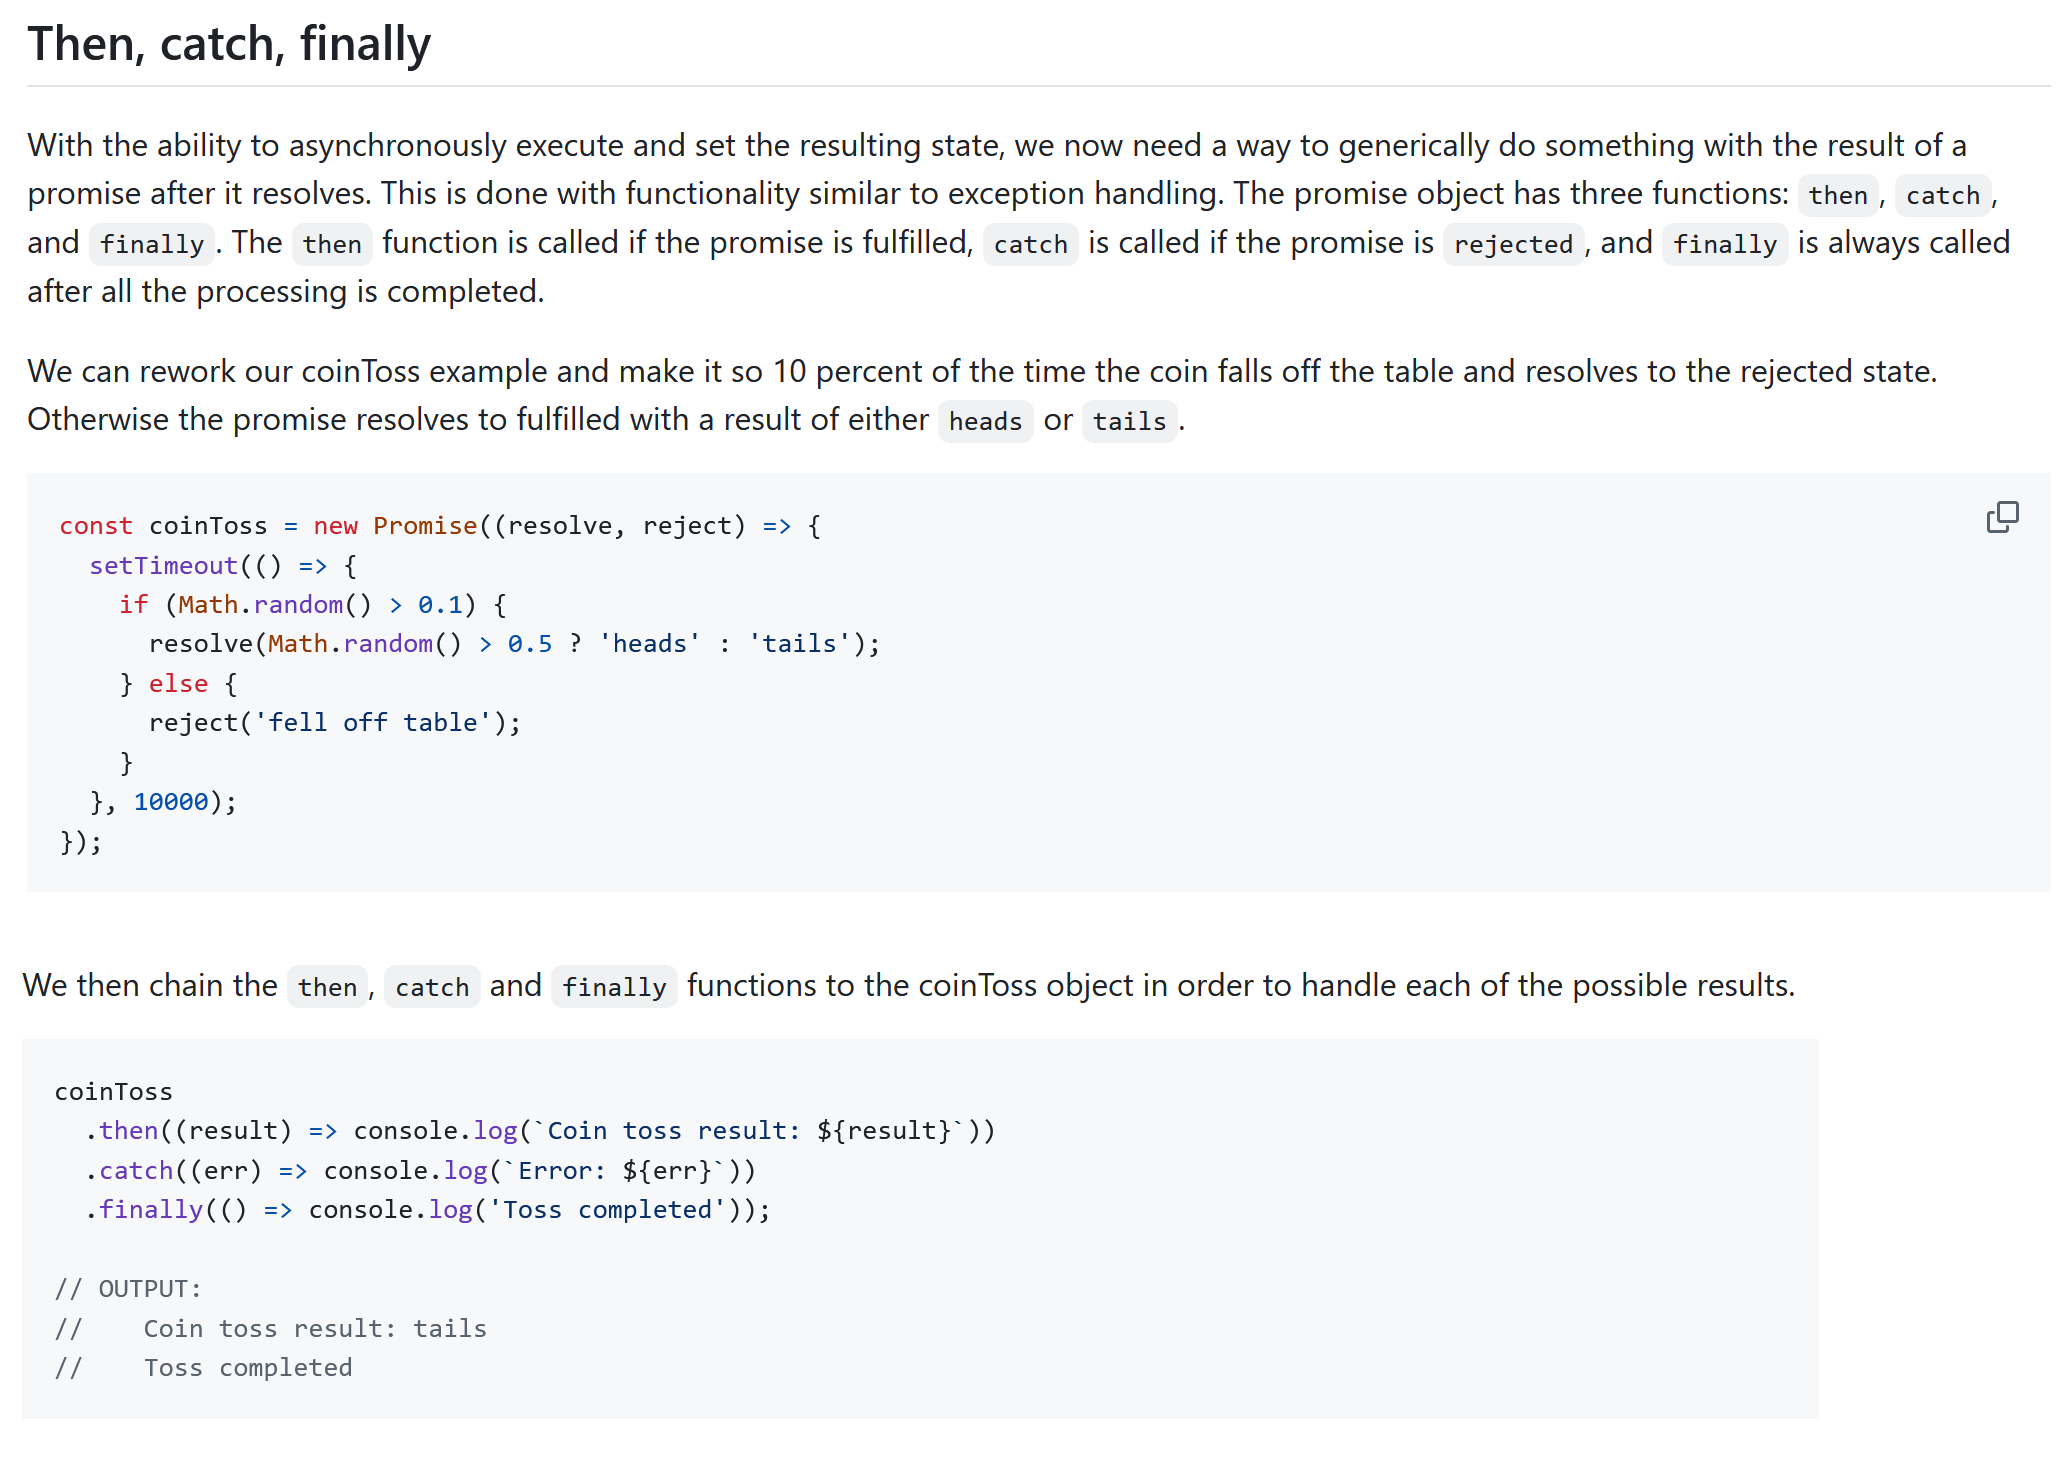 Then, catch, finally
With the ability to asynchronously execute and set the resulting state, we now need a way to generically do something with the result of a
promise after it resolves. This is done with functionality similar to exception handling. The promise object has three functions: then, catch,
and finally. The then function is called if the promise is fulfilled, catch is called if the promise is rejected, and finally is always called
after all the processing is completed.
We can rework our coinToss example and make it so 10 percent of the time the coin falls off the table and resolves to the rejected state.
Otherwise the promise resolves to fulfilled with a result of either heads or tails.
const coinToss = new Promise((resolve, reject) => {
  setTimeout(() => {
    if (Math.random() > 0.1) {
      resolve(Math.random() > 0.5 ? 'heads' : 'tails');
    } else {
      reject('fell off table');
    }
  }, 10000);
});
We then chain the then, catch and finally functions to the coinToss object in order to handle each of the possible results.
coinToss
  .then((result) => console.log(`Coin toss result: ${result}`))
  .catch((err) => console.log(`Error: ${err}`))
  .finally(() => console.log('Toss completed'));
// OUTPUT:
//    Coin toss result: tails
//    Toss completed